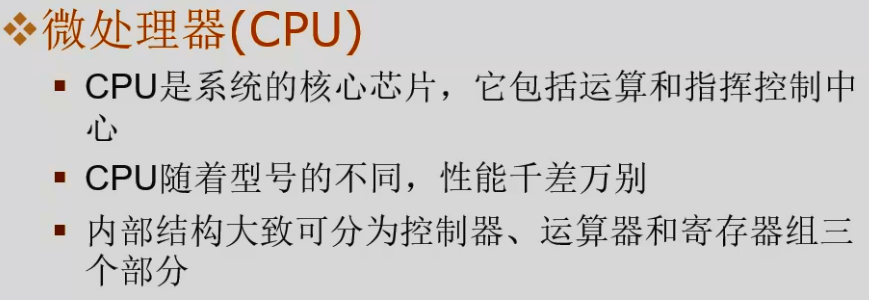 微处理器(CPU)
CPU是系统的核心芯片，它包括运算和指挥控制中
心
CPU随着型号的不同，性能千差万别
内部结构大致可分为控制器、运算器和寄存器组三
个部分